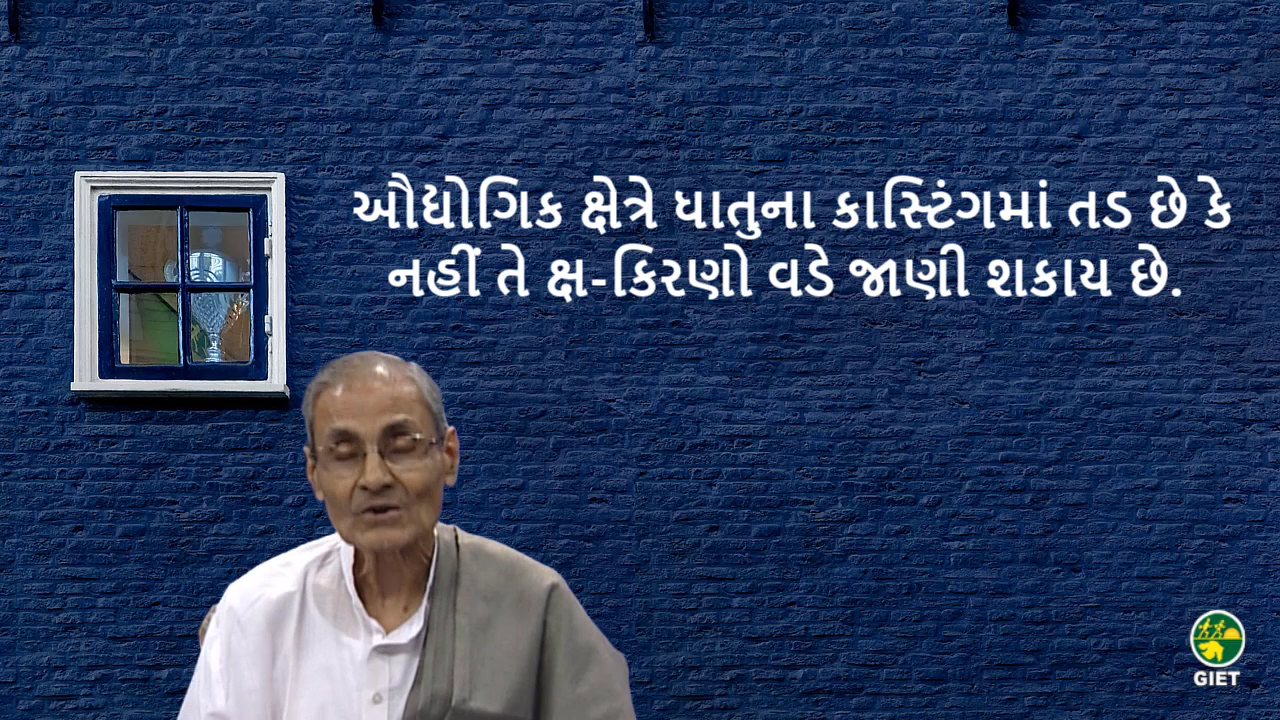 ઔદ્યોગિક ક્ષેત્રે ધાતુના કાસ્ટિંગમાં તડ છે કે
નહીં તે ક્ષ-કિરણો વડે જાણી શકાય છે.
GIET